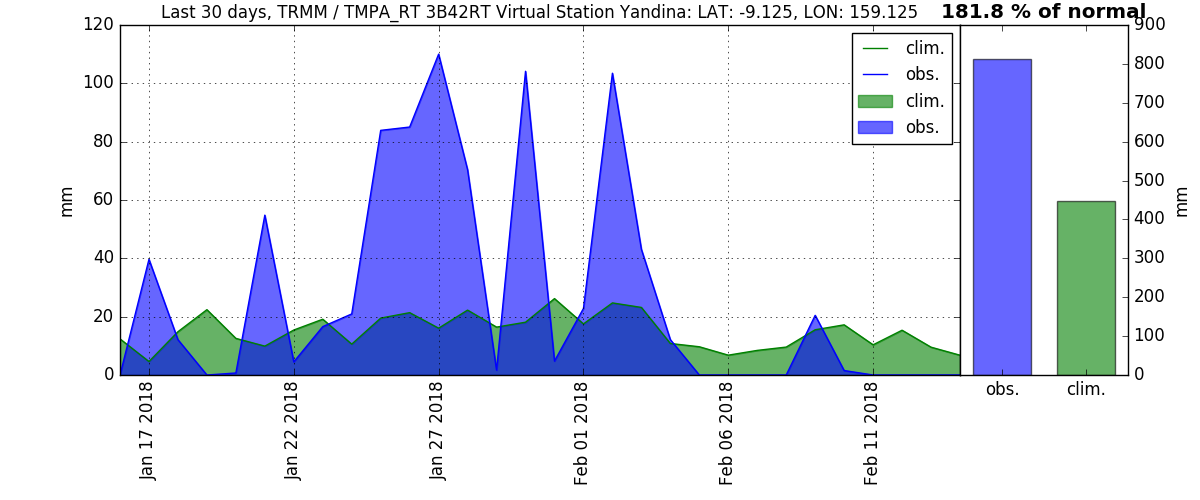 Last 30 days, TRMM / TMPA_RT 3B42RT Virtual Station Yandina: LAT: -9.125, LON: 159.125
181.8 % of normal
120
100
80
60
40
20
0
mm
clim.
obs.
clim.
obs.
Jan 17 2018
Jan 22 2018
Jan 27 2018
Feb 01 2018
Feb 06 2018
Feb 11 2018
900
800
700
600
500
400
300
200
100
0
mm
obs.
clim.